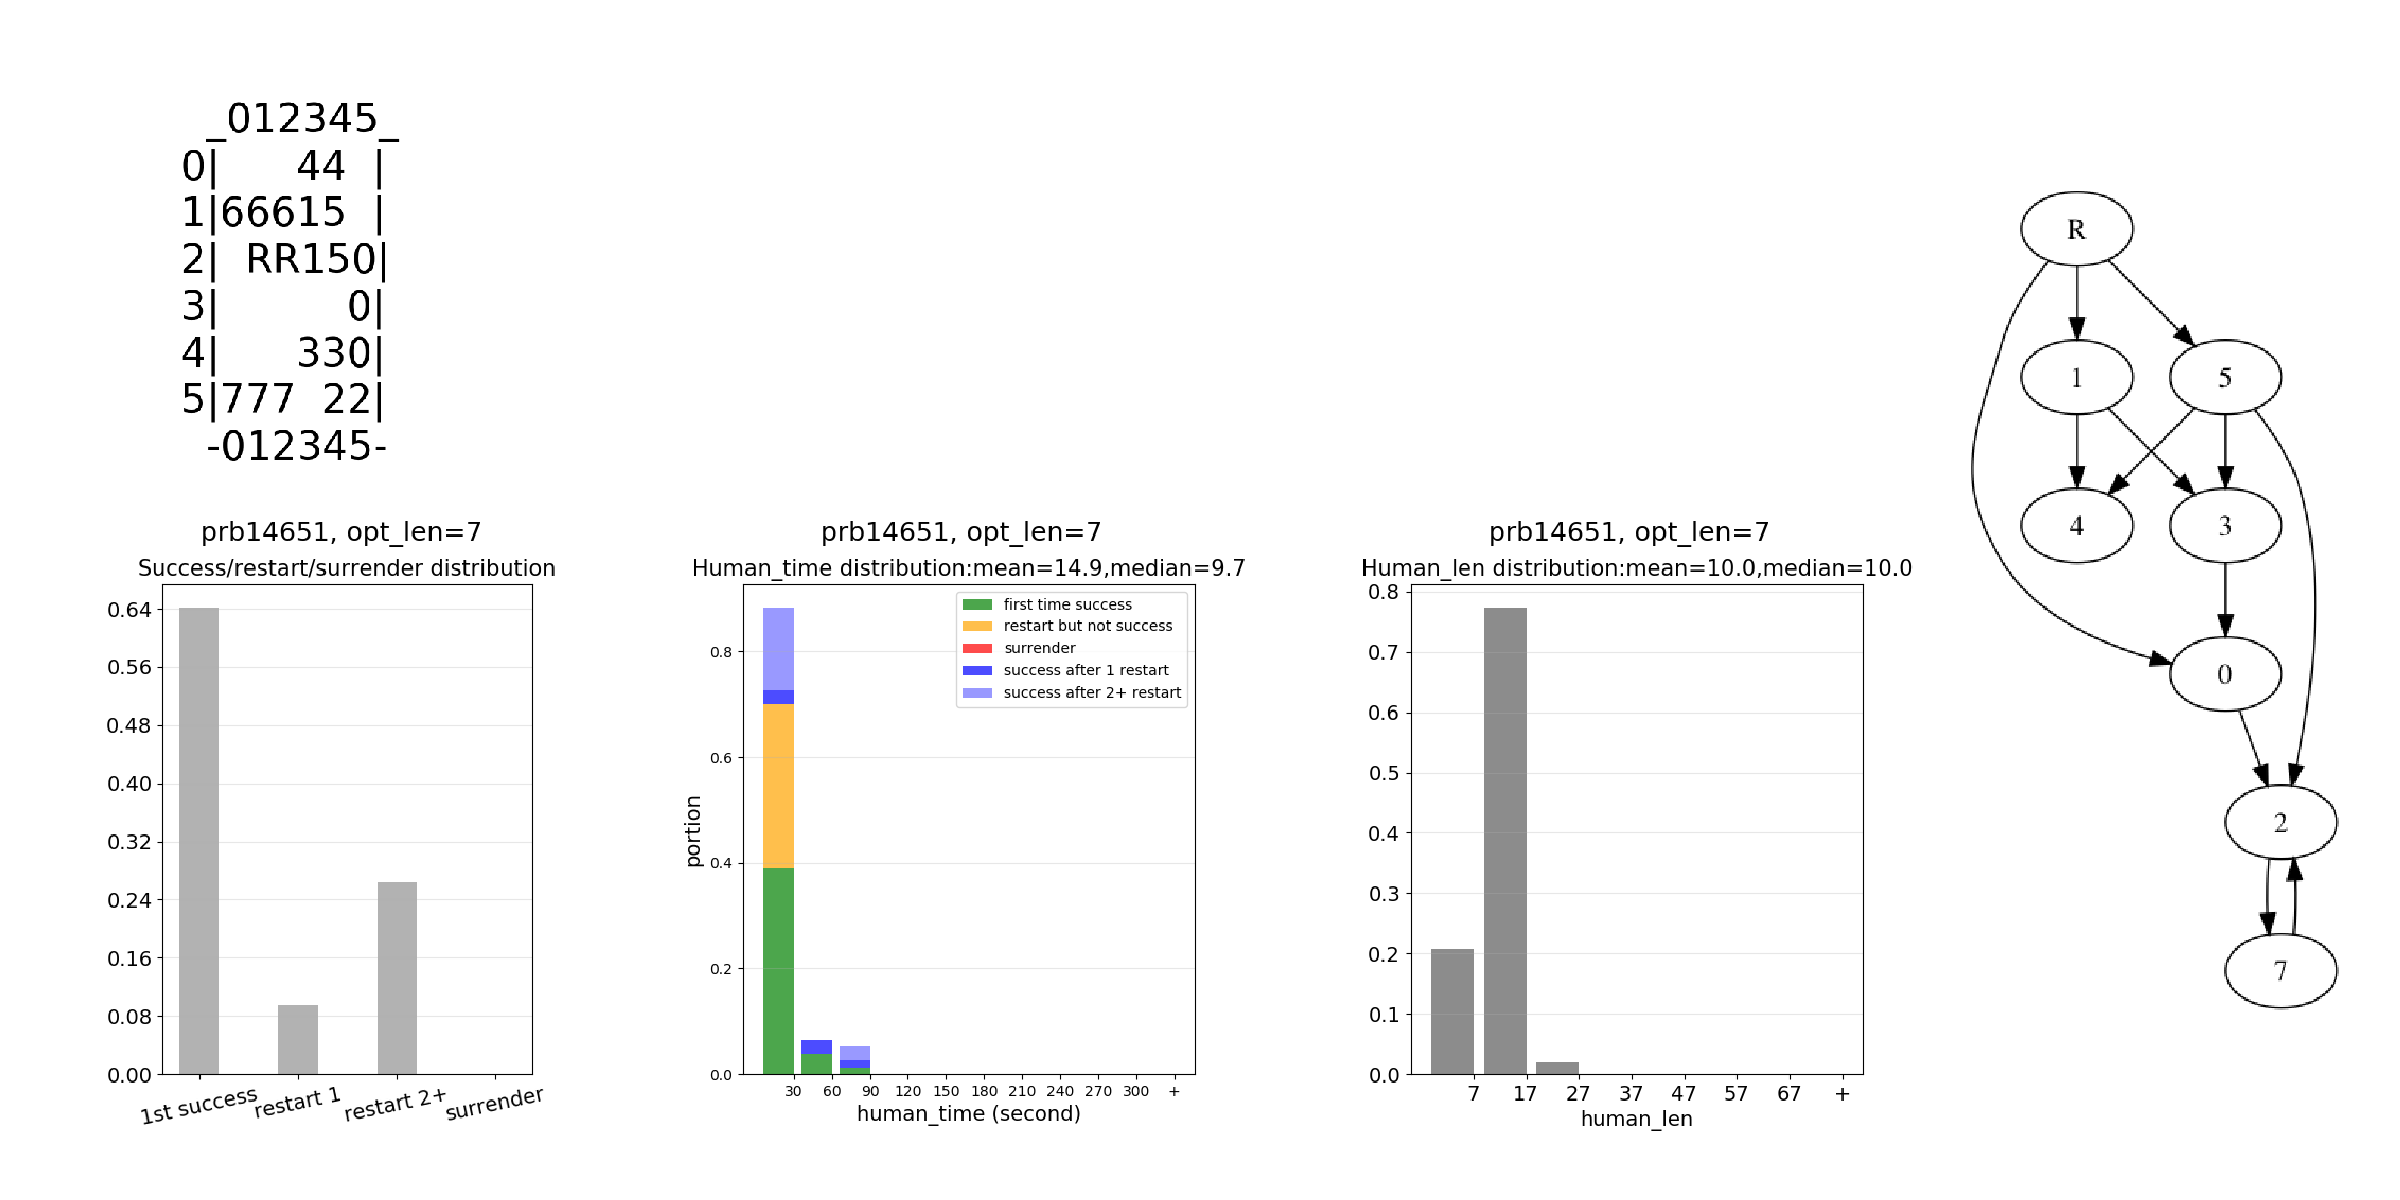 _012345_
0|   44  |
1|66615  |
2|  RR150|
3|          0|
4|      330|
5|777  22|
-012345-
prb14651, opt_len=7
Success/restart/surrender distribution
0.64
0.56
0.48
0.40
0.32
0.24
0.16
0.08
0.00
1st success
restart 1
restart 2+
surrender
prb14651, opt_len=7
Human_time distribution:mean=14.9,median=9.7
first time success
restart but not success
surrender
success after 1 restart
success after 2+ restart
portion
0.8
0.6
0.4
0.2
0.0
30 60 90 120 150 180 210 240 270 300 +
human_time (second)
prb14651, opt_len=7
Human_len distribution:mean=10.0,median=10.0
0.8
0.7
0.6
0.5
0.4
0.3
0.2
0.1
0.0
7 17 27 37 47 57 67 +
human_len
R
1 5
4 3
0
2
7